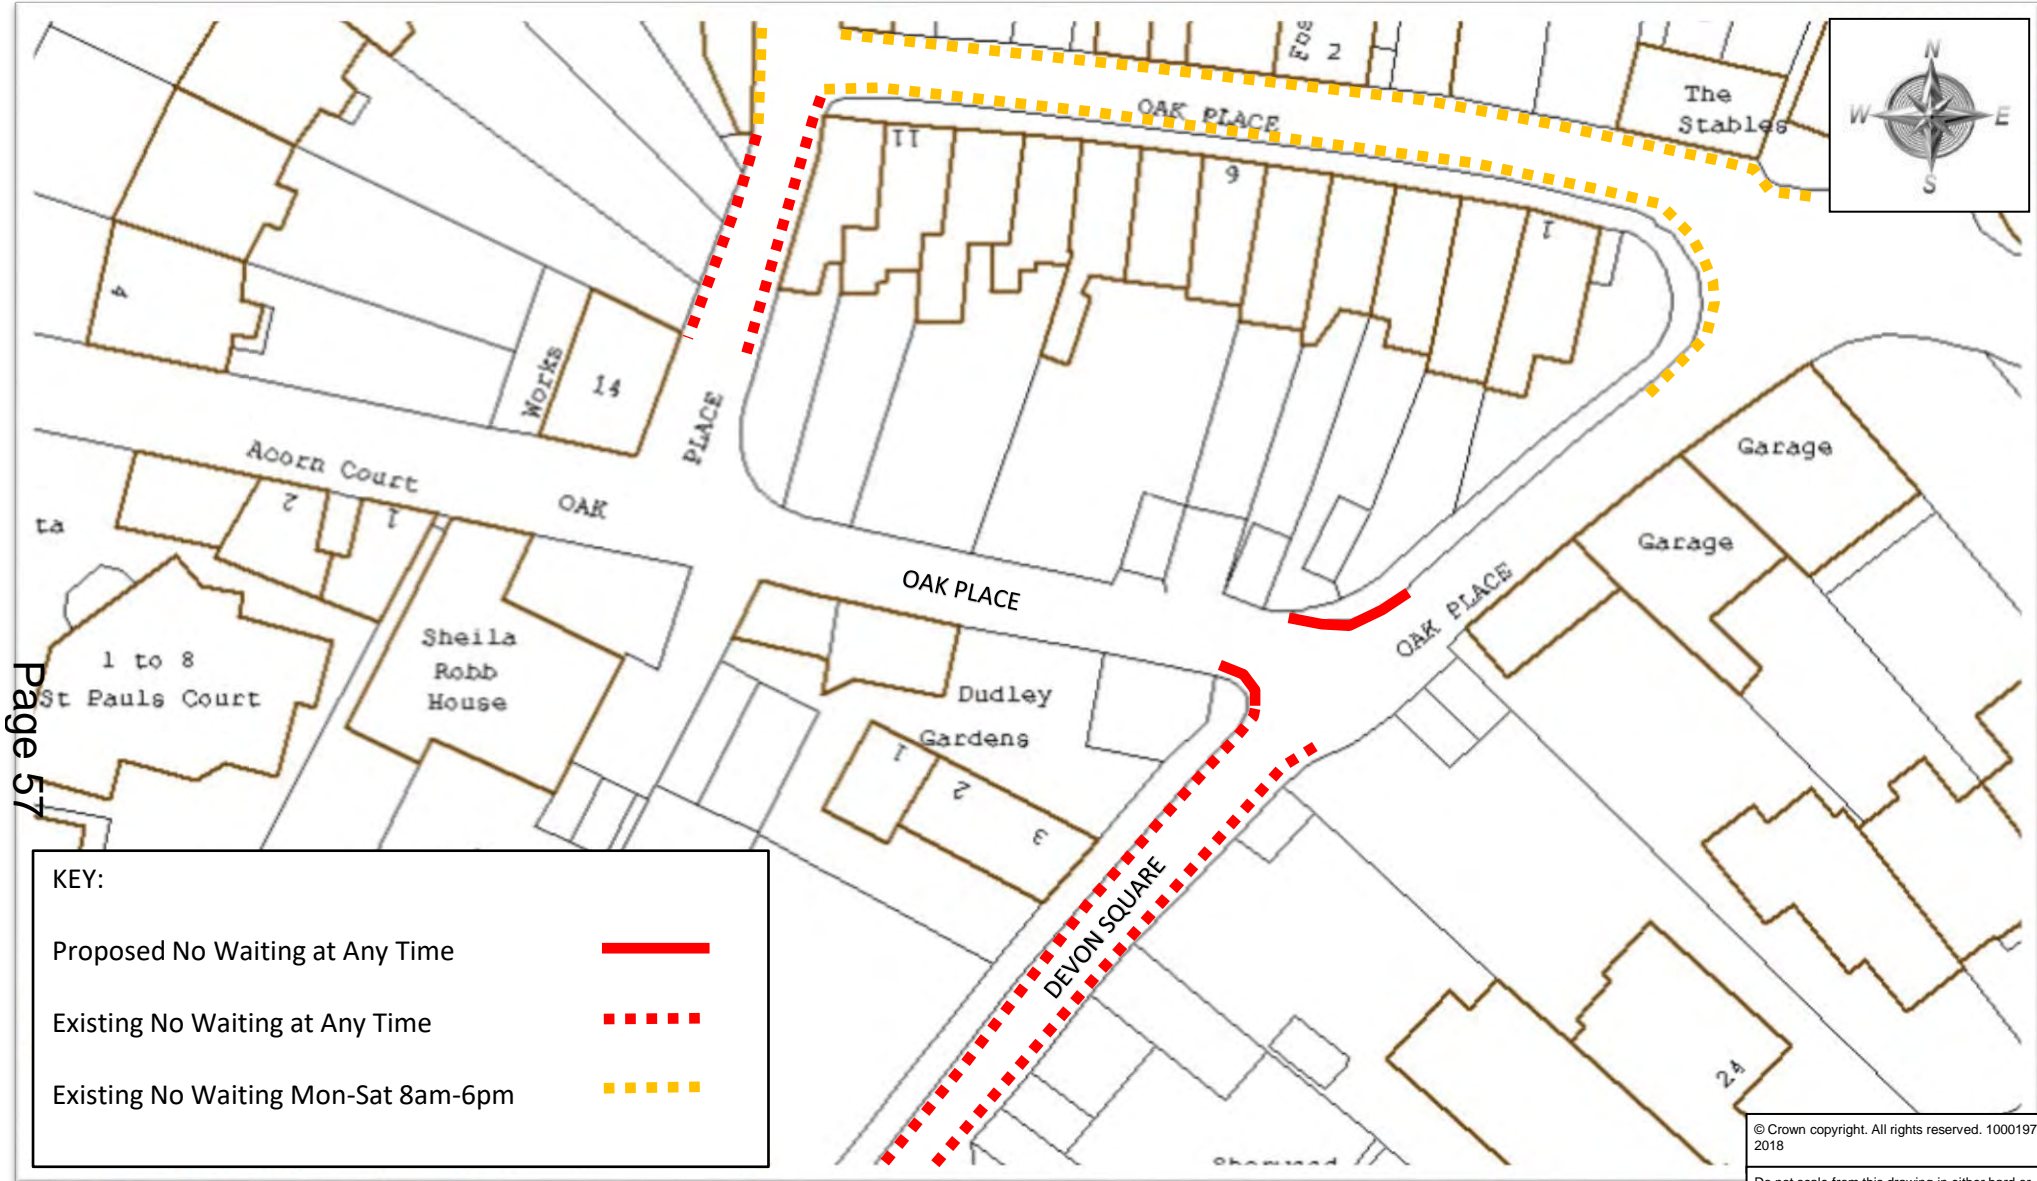 2
OAK PLACE
The
Stables
N
W E
S
11
6
1
4
Works
14
PLACE
Acorn Court
OAK
2
1
ta
Garage
Garage
OAK PLACE
OAK PLACE
Sheila
Robb
House
1 to 8
St Pauls Court
Dudley
Gardens
1
2
3
DEVON SQUARE
24
Page 57
KEY:
Proposed No Waiting at Any Time
Existing No Waiting at Any Time
Existing No Waiting Mon-Sat 8am-6pm
© Crown copyright. All rights reserved. 1000197
2018